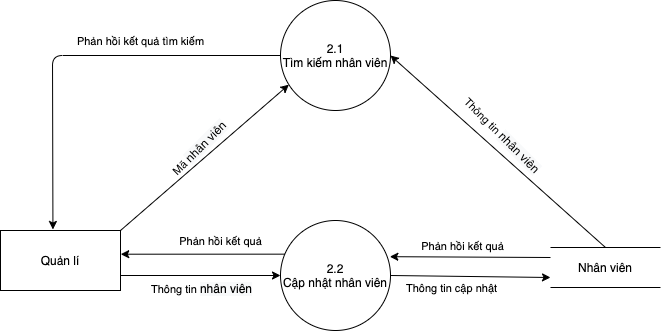 Phản hồi kết quả tìm kiếm
2.1
Tìm kiếm nhân viên
Mã nhân viên
Thông tin nhân viên
Quản lí
Phản hồi kết quả
Thông tin nhân viên
2.2
Cập nhật nhân viên
Phản hồi kết quả
Thông tin cập nhật
Nhân viên